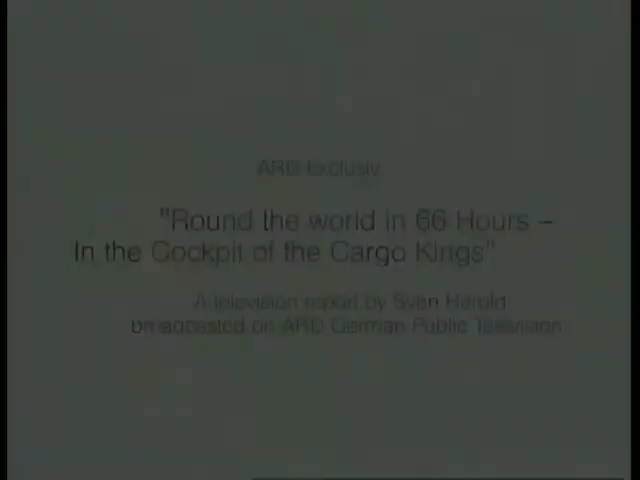 ARD exclusiv
"Round the world in 66 Hours –
In the Cockpit of the Cargo Kings"
A television report by Sven Herold
broadcasted on ARD German Public Television